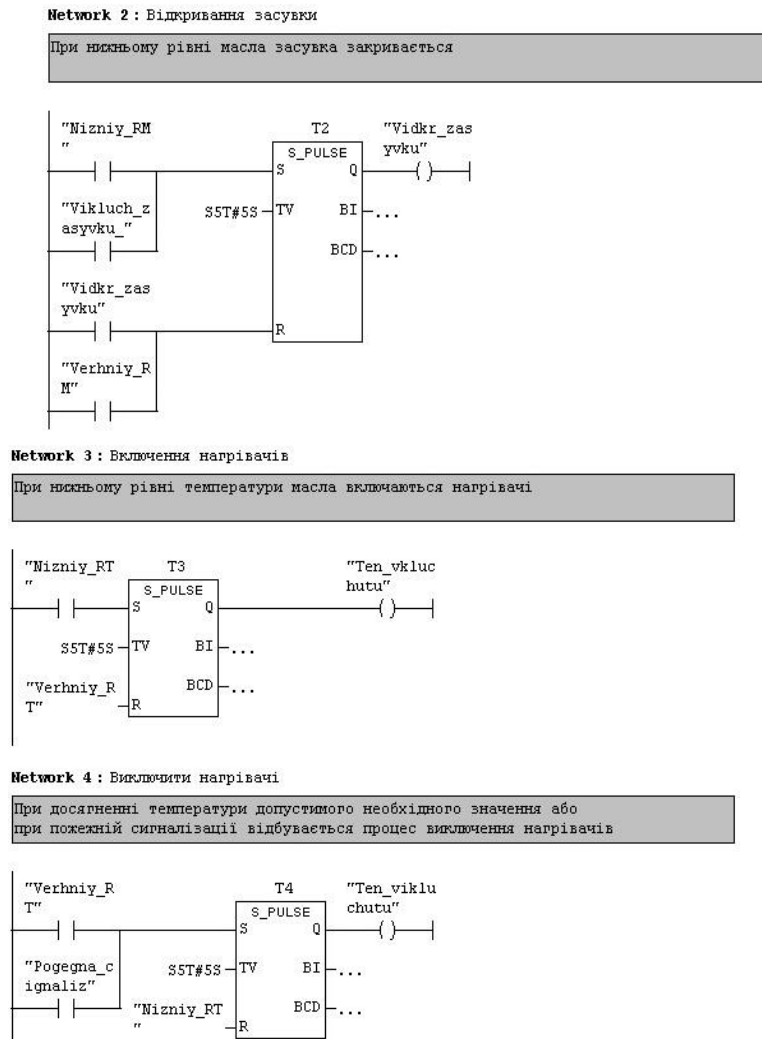 Network 2 : Відкривання засувки
При нижньому рівні масла засувка закривається
"Nizniy_RM
"
T2
"Vidkr_zas
yvku"
S_PULSE
S
Q
"Vikluch_z
asyvku_"
S5T#5S
TV
BI
...
BCD
...
"Vidkr_zas
yvku"
R
"Verhniy_R
M"
Network 3 : Включення нагрівачів
При нижньому рівні температури масла включаються нагрівачі
"Nizniy_RT
"
T3
"Ten_vkluc
hutu"
S_PULSE
S
Q
S5T#5S
TV
BI
...
"Verhniy_R
T"
BCD
...
R
Network 4 : Виключити нагрівачі
При досягненні температури допустимого необхідного значення або
при пожежній сигналізації відбувається процес виключення нагрівачів
"Verhniy_R
T"
T4
"Ten_viklu
chutu"
S_PULSE
S
Q
"Pogegna_c
ignaliz"
S5T#5S
TV
BI
...
"Nizniy_RT
"
BCD
...
R